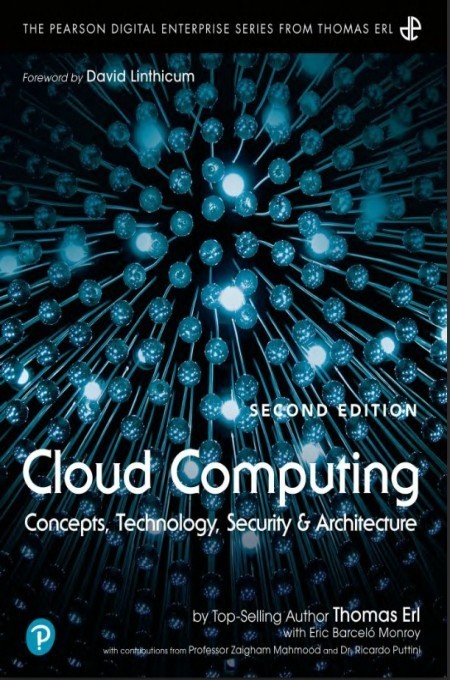 THE PEARSON DIGITAL ENTERPRISE SERIES FROM THOMAS ERL
Foreword by David Linthicum
SECOND EDITION
Cloud Computing
Concepts, Technology, Security & Architecture
by Top-Selling Author Thomas Erl
with Eric Barceló Monroy
with contributions from Professor Zaigham Mahmood and Dr. Ricardo Puttini
P